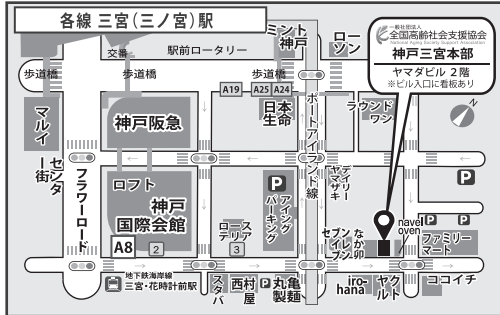 各線 三宮(三ノ宮)駅
一般社団法人
全国高齢社会支援協会
National Aging Society Support Association
神戸三宮本部
ヤマダビル 2階
※ビル入口に看板あり
交番
駅前ロータリー
ミント
神戸
ロー
ソン
歩道橋
歩道橋
歩道橋
A19
A25
A24
マルイ
神戸阪急
日本
生命
ラウンド
ワン
ポートアイランド線
センター街
フラワーロード
ロフト
神戸
国際会館
A8
2
ロー
テリア
スア
3
P
アイング
パーキング
デイリー
ヤマザキ
セブン
イレブン
なか卯
navel
oven
P
P
P
ファミリー
マート
地下鉄海岸線
三宮・花時計前駅
スタバ
西村
屋
P
丸亀
製麺
iro-
hana
ヤク
ルト
ココイチ